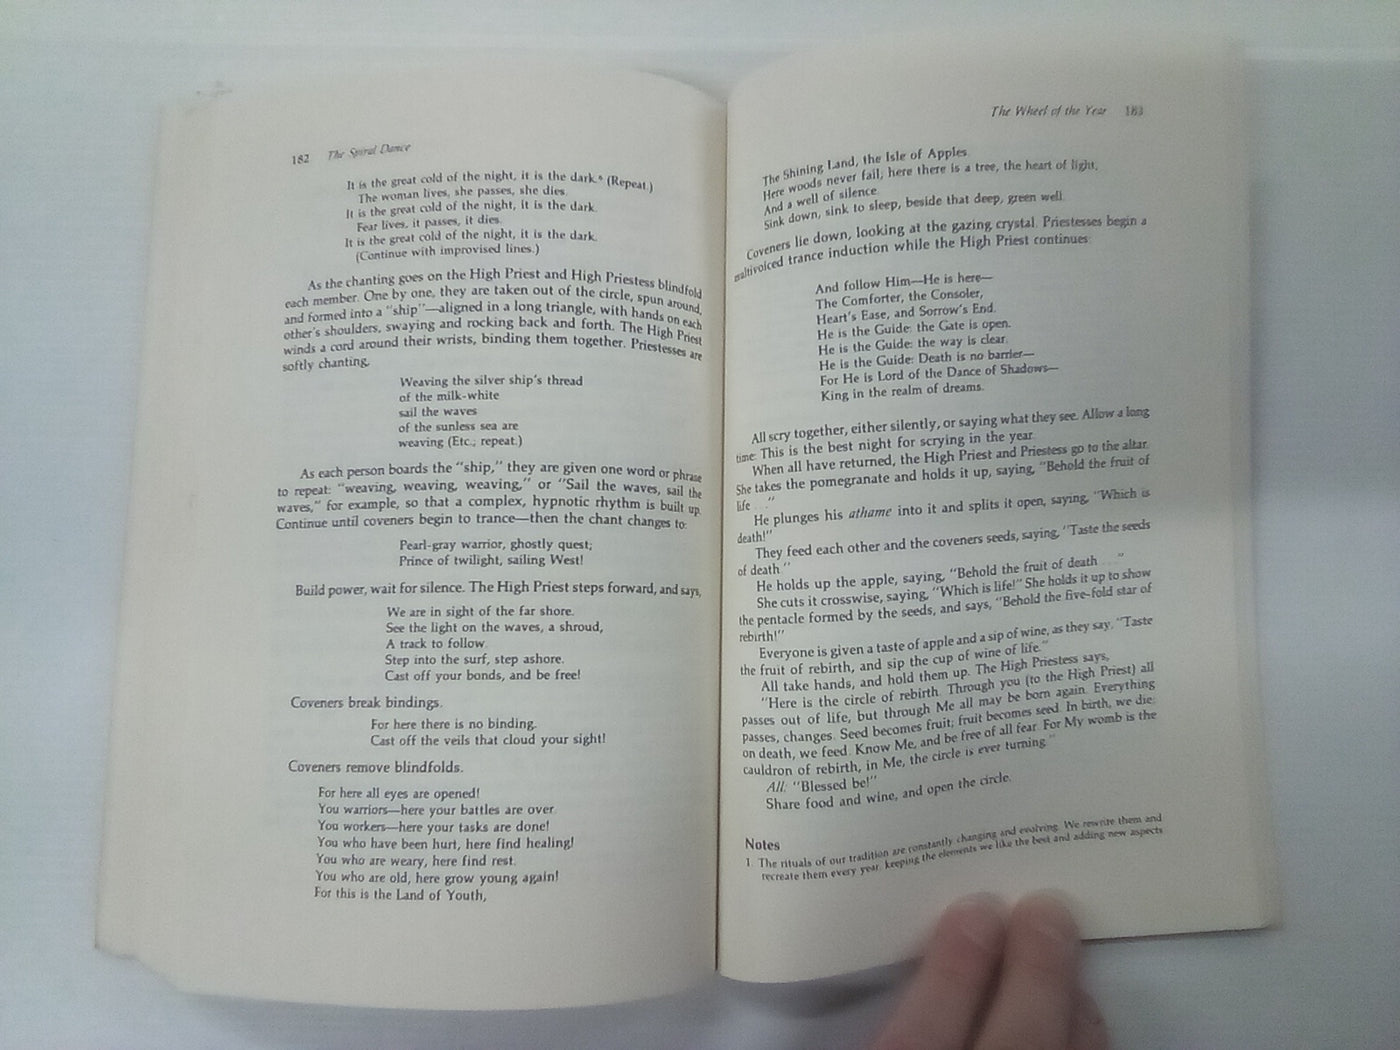 182 The Spiral Dance
It is the great cold of the night, it is the dark.* (Repeat.)
The woman lives, she passes, she dies.
It is the great cold of the night, it is the dark.
Fear lives, it passes, it dies.
It is the great cold of the night, it is the dark.
(Continue with improvised lines.)
As the chanting goes on the High Priest and High Priestess blindfold
each member. One by one, they are taken out of the circle, spun around,
and formed into a "ship"—aligned in a long triangle, with hands on each
other's shoulders, swaying and rocking back and forth. The High Priest
winds a cord around their wrists, binding them together. Priestesses are
softly chanting,
Weaving the silver ship's thread
of the milk-white
sail the waves
of the sunless sea are
weaving (Etc.; repeat.)
As each person boards the "ship," they are given one word or phrase
to repeat: "weaving, weaving, weaving," or "Sail the waves, sail the
waves," for example, so that a complex, hypnotic rhythm is built up.
Continue until coveners begin to trance—then the chant changes to:
Pearl-gray warrior, ghostly quest;
Prince of twilight, sailing West!
Build power, wait for silence. The High Priest steps forward, and says,
We are in sight of the far shore.
See the light on the waves, a shroud,
A track to follow.
Step into the surf, step ashore.
Cast off your bonds, and be free!
Coveners break bindings.
For here there is no binding.
Cast off the veils that cloud your sight!
Coveners remove blindfolds.
For here all eyes are opened!
You warriors—here your battles are over.
You workers—here your tasks are done!
You who have been hurt, here find healing!
You who are weary, here find rest.
You who are old, here grow young again!
For this is the Land of Youth,
The Wheel of the Year 183
The Shining Land, the Isle of Apples.
Here woods never fail; here there is a tree, the heart of light,
And a well of silence.
Sink down, sink to sleep, beside that deep, green well.
Coveners lie down, looking at the gazing crystal. Priestesses begin a
multivoiced trance induction while the High Priest continues:
And follow Him—He is here—
The Comforter, the Consoler,
Heart's Ease, and Sorrow's End.
He is the Guide: the Gate is open.
He is the Guide: the way is clear.
He is the Guide: Death is no barrier—
For He is Lord of the Dance of Shadows—
King in the realm of dreams.
All scry together, either silently, or saying what they see. Allow a long
time: This is the best night for scrying in the year.
When all have returned, the High Priest and Priestess go to the altar.
She takes the pomegranate and holds it up, saying, "Behold the fruit of
life . . ."
He plunges his athame into it and splits it open, saying, "Which is
death!"
They feed each other and the coveners seeds, saying, "Taste the seeds
of death."
He holds up the apple, saying, "Behold the fruit of death . . ."
She cuts it crosswise, saying, "Which is life!" She holds it up to show
the pentacle formed by the seeds, and says, "Behold the five-fold star of
rebirth!"
Everyone is given a taste of apple and a sip of wine, as they say, "Taste
the fruit of rebirth, and sip the cup of wine of life."
All take hands, and hold them up. The High Priestess says,
"Here is the circle of rebirth. Through you (to the High Priest) all
passes out of life, but through Me all may be born again. Everything
passes, changes. Seed becomes fruit; fruit becomes seed. In birth, we die;
on death, we feed. Know Me, and be free of all fear. For My womb is the
cauldron of rebirth, in Me, the circle is ever turning."
All: "Blessed be!"
Share food and wine, and open the circle.
Notes
1. The rituals of our tradition are constantly changing and evolving. We rewrite them and
recreate them every year, keeping the elements we like the best and adding new aspects